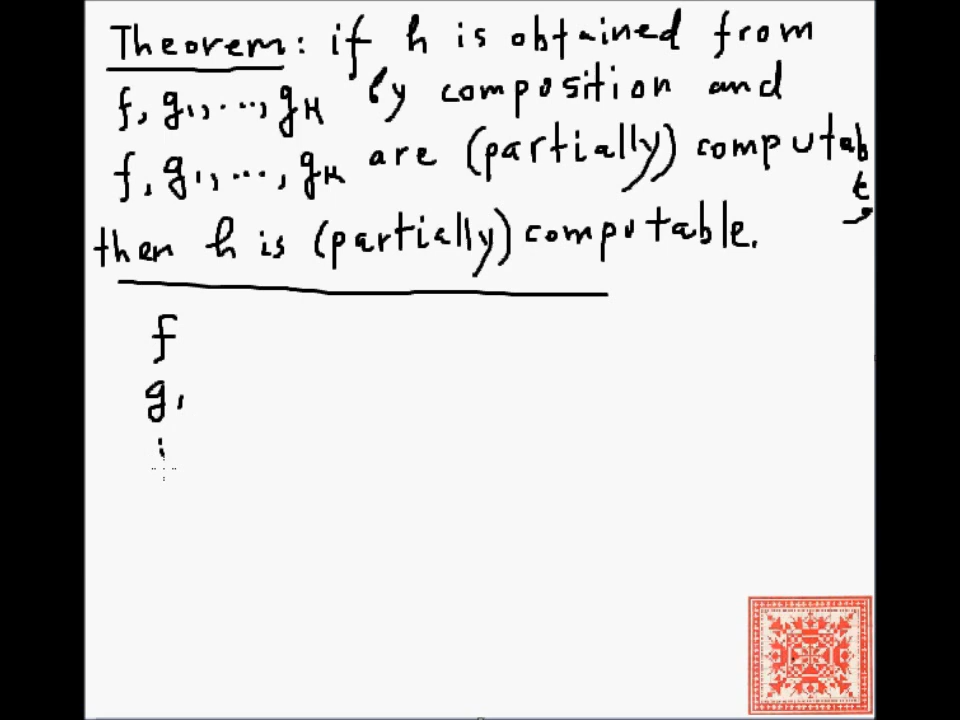 Theorem: if h is obtained from
f, g₁, ..., gₖ by composition and
f, g₁, ..., gₖ are (partially) computable
then h is (partially) computable.
f
g₁
⋮